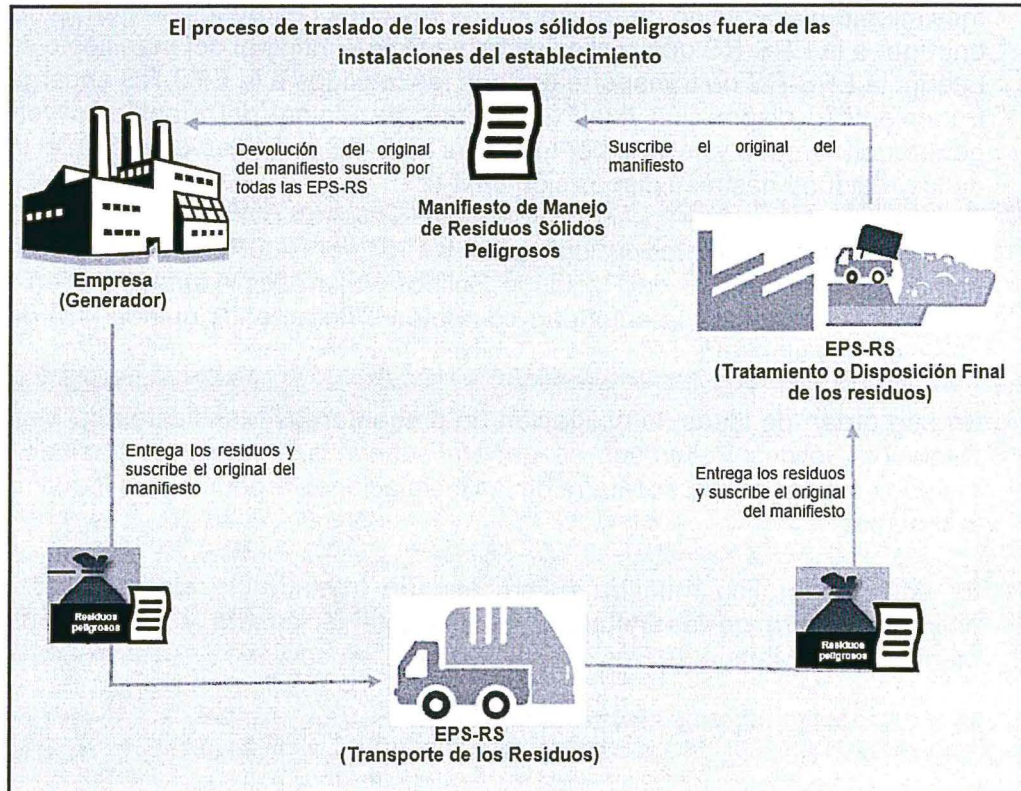 El proceso de traslado de los residuos sólidos peligrosos fuera de las
instalaciones del establecimiento
Devolución del original
del manifiesto suscrito por
todas las EPS-RS
Suscribe el original del
manifiesto
Manifiesto de Manejo
de Residuos Sólidos
Peligrosos
Empresa
(Generador)
EPS-RS
(Tratamiento o Disposición Final
de los residuos)
Entrega los residuos y
suscribe el original del
manifiesto
Entrega los residuos
y suscribe el original
del manifiesto
Residuos
peligrosos
Residuos
peligrosos
EPS-RS
(Transporte de los Residuos)